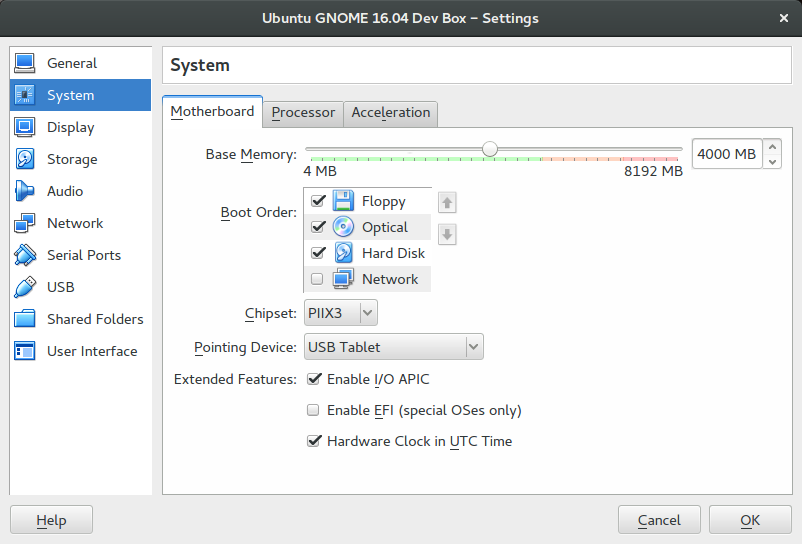 Ubuntu GNOME 16.04 Dev Box – Settings
General
System
Display
Storage
Audio
Network
Serial Ports
USB
Shared Folders
User Interface
System
Motherboard Processor Acceleration
Base Memory: 4000 MB
4 MB 8192 MB
Boot Order:
Floppy
Optical
Hard Disk
Network
Chipset: PIIX3
Pointing Device: USB Tablet
Extended Features: Enable I/O APIC
Enable EFI (special OSes only)
Hardware Clock in UTC Time
Help Cancel OK